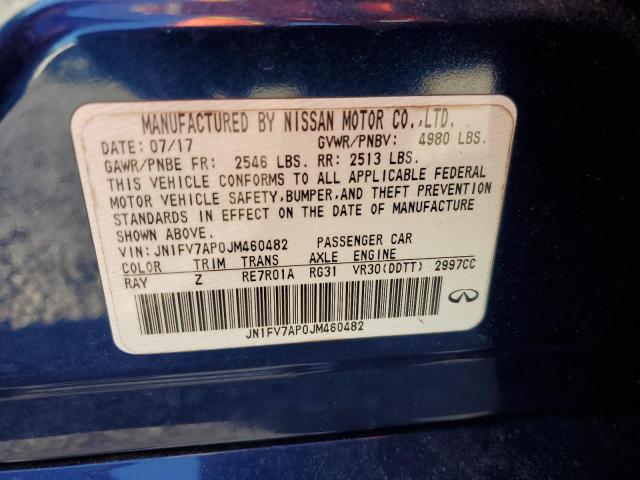 MANUFACTURED BY NISSAN MOTOR CO.,LTD.
DATE: 07/17 GVWR/PNBV: 4980 LBS.
GAWR/PNBE FR: 2546 LBS. RR: 2513 LBS.
THIS VEHICLE CONFORMS TO ALL APPLICABLE FEDERAL
MOTOR VEHICLE SAFETY,BUMPER,AND THEFT PREVENTION
STANDARDS IN EFFECT ON THE DATE OF MANUFACTURE
SHOWN ABOVE.
VIN: JN1FV7AP0JM460482 PASSENGER CAR
COLOR TRIM TRANS AXLE ENGINE
RAY Z RE7R01A RG31 VR30(DDTT) 2997CC
JN1FV7AP0JM460482